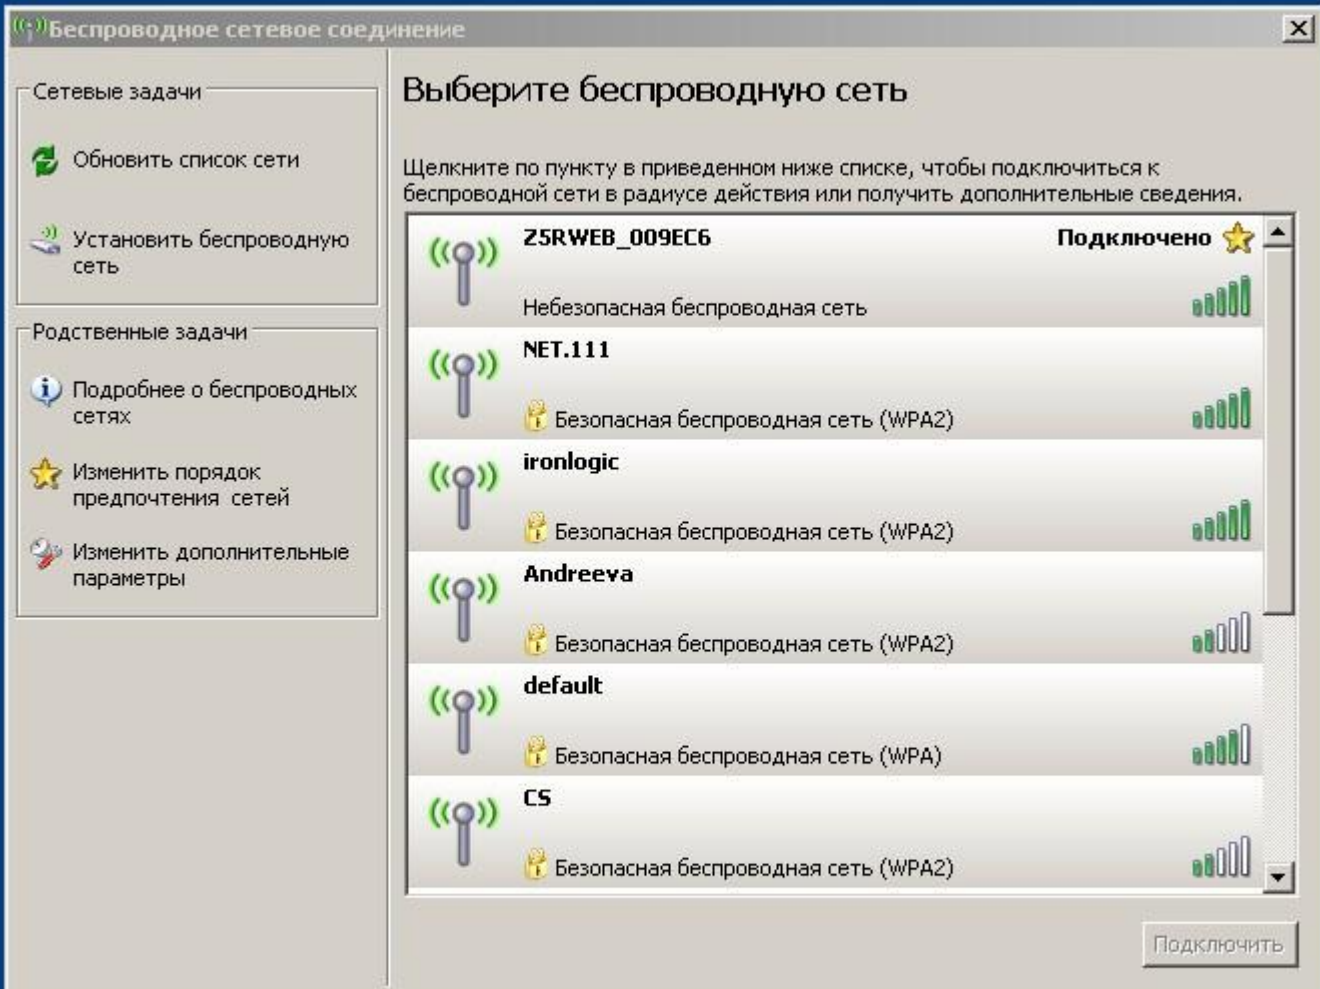 Беспроводное сетевое соединение
Сетевые задачи
Обновить список сети
Установить беспроводную
сеть
Родственные задачи
Подробнее о беспроводных
сетях
Изменить порядок
предпочтения сетей
Изменить дополнительные
параметры
Выберите беспроводную сеть
Щелкните по пункту в приведенном ниже списке, чтобы подключиться к
беспроводной сети в радиусе действия или получить дополнительные сведения.
Z5RWEB_009EC6 Подключено
Небезопасная беспроводная сеть
NET.111
Безопасная беспроводная сеть (WPA2)
ironlogic
Безопасная беспроводная сеть (WPA2)
Andreeva
Безопасная беспроводная сеть (WPA2)
default
Безопасная беспроводная сеть (WPA)
CS
Безопасная беспроводная сеть (WPA2)
Подключить